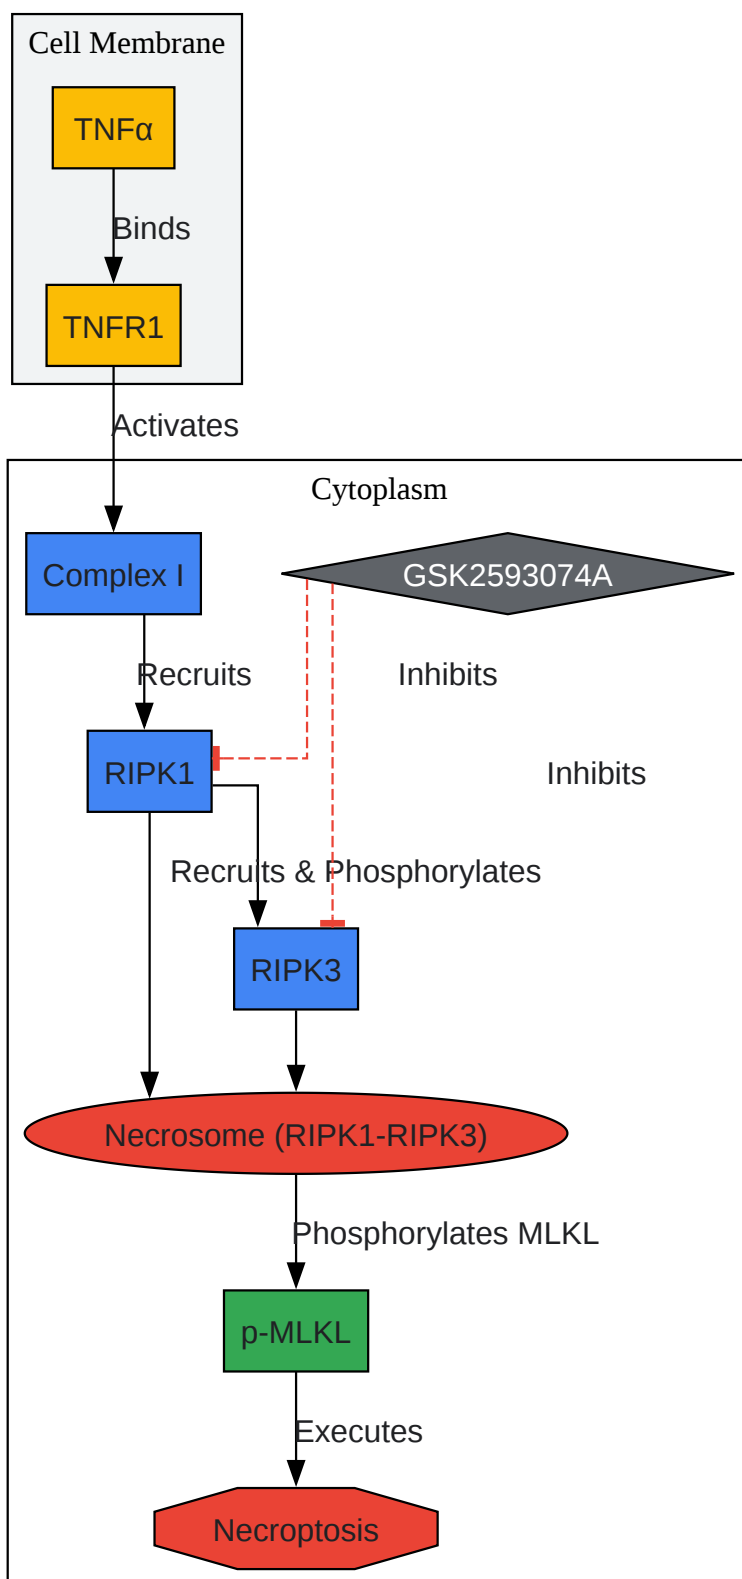 Cell Membrane
TNFα
Binds
TNFR1
Activates
Cytoplasm
Complex I
GSK2593074A
Recruits
Inhibits
RIPK1
Inhibits
Recruits & Phosphorylates
RIPK3
Necrosome (RIPK1-RIPK3)
Phosphorylates MLKL
p-MLKL
Executes
Necroptosis